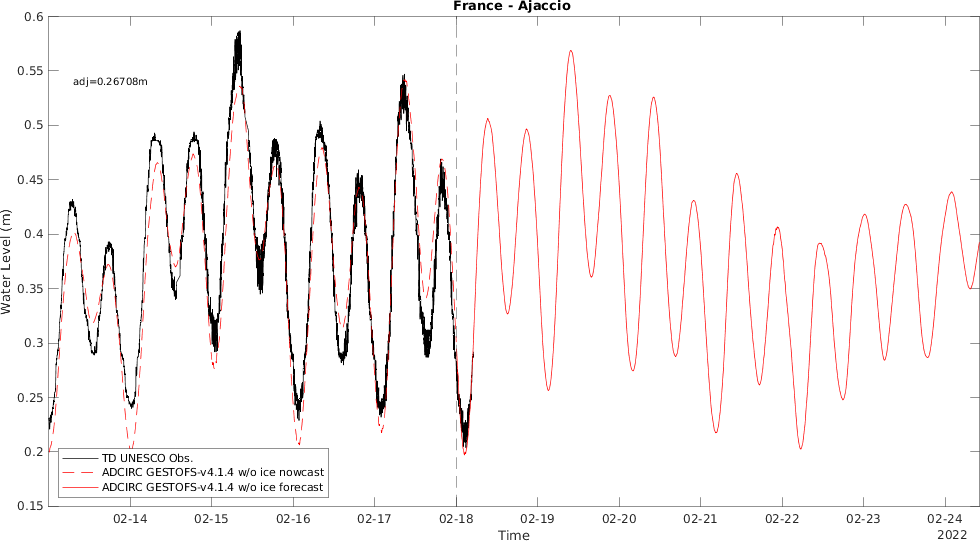 France - Ajaccio
0.6
0.55
0.5
0.45
0.4
0.35
0.3
0.25
0.2
0.15
Water Level (m)
adj=0.26708m
TD UNESCO Obs.
ADCIRC GESTOFS-v4.1.4 w/o ice nowcast
ADCIRC GESTOFS-v4.1.4 w/o ice forecast
02-14 02-15 02-16 02-17 02-18 02-19 02-20 02-21 02-22 02-23 02-24
Time
2022